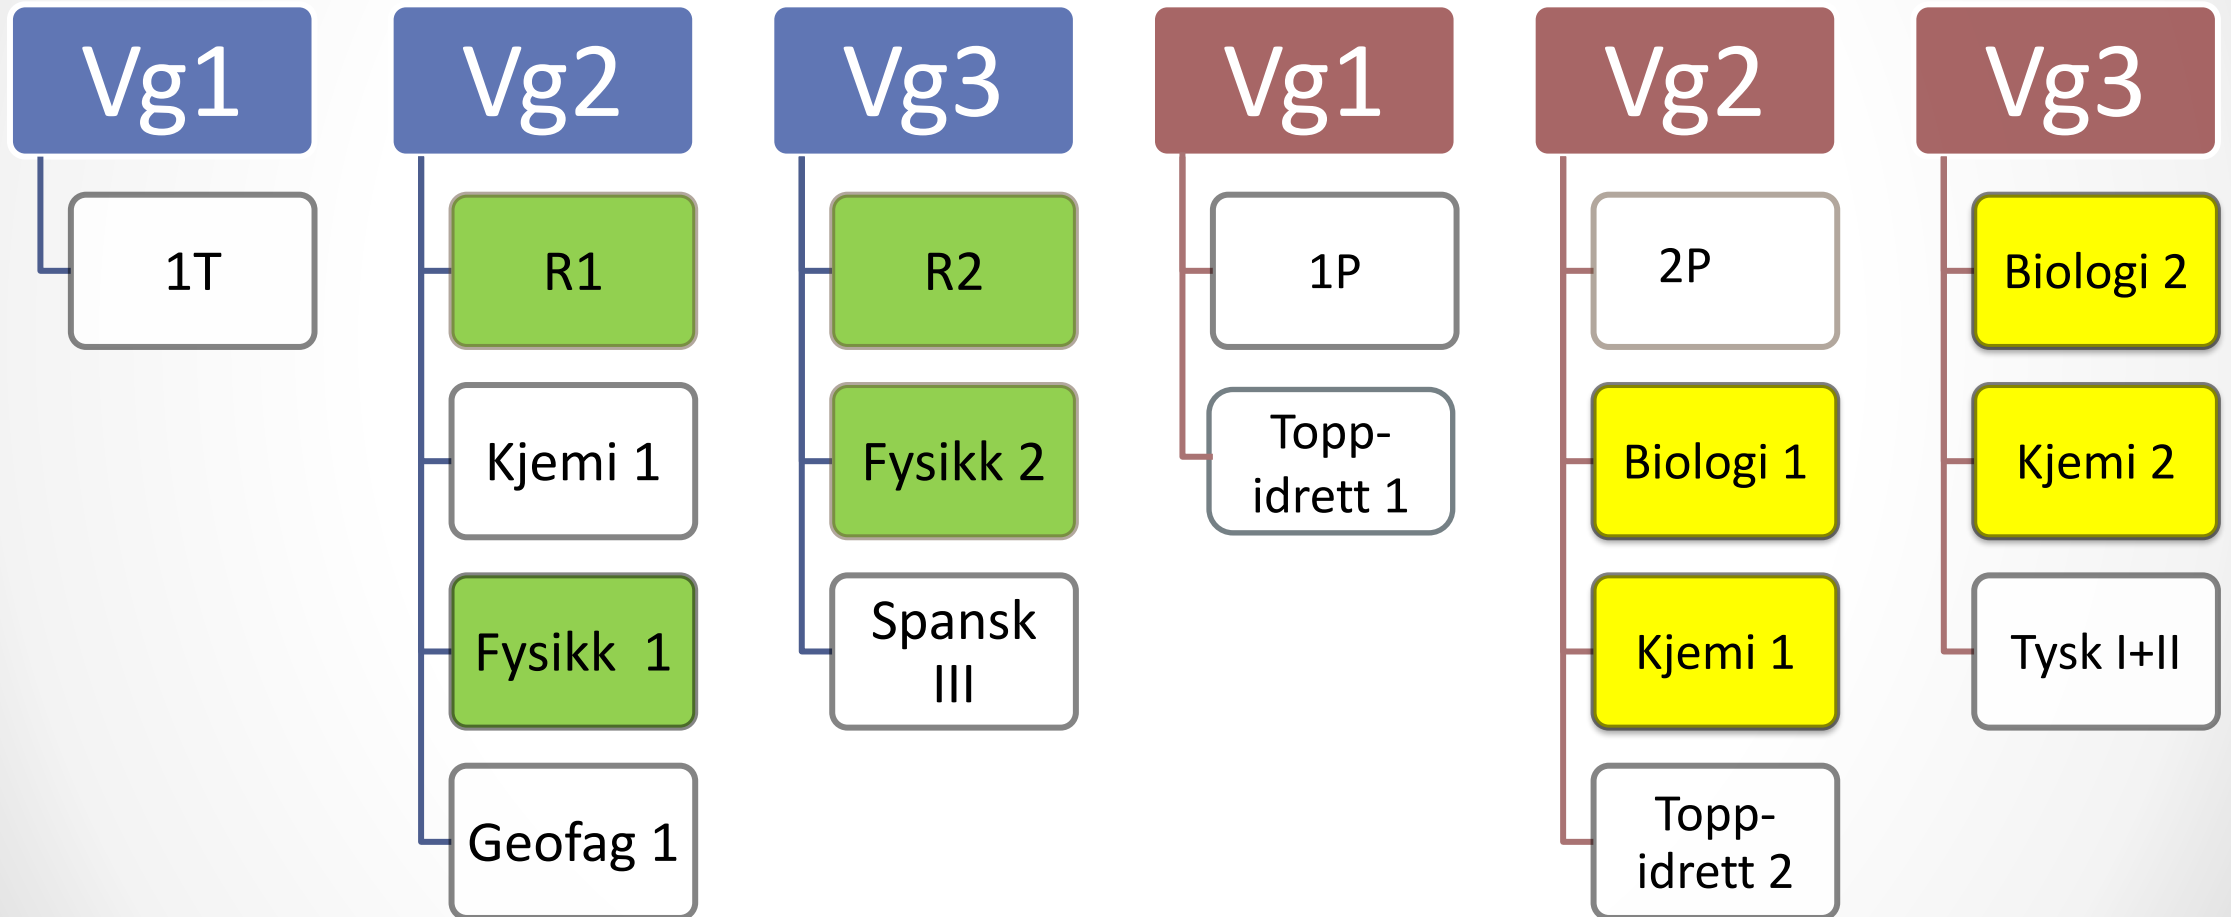 Vg1
1T
Vg2
R1
Kjemi 1
Fysikk 1
Geofag 1
Vg3
R2
Fysikk 2
Spansk
III
Vg1
1P
Topp-
idrett 1
Vg2
2P
Biologi 1
Kjemi 1
Topp-
idrett 2
Vg3
Biologi 2
Kjemi 2
Tysk I+II